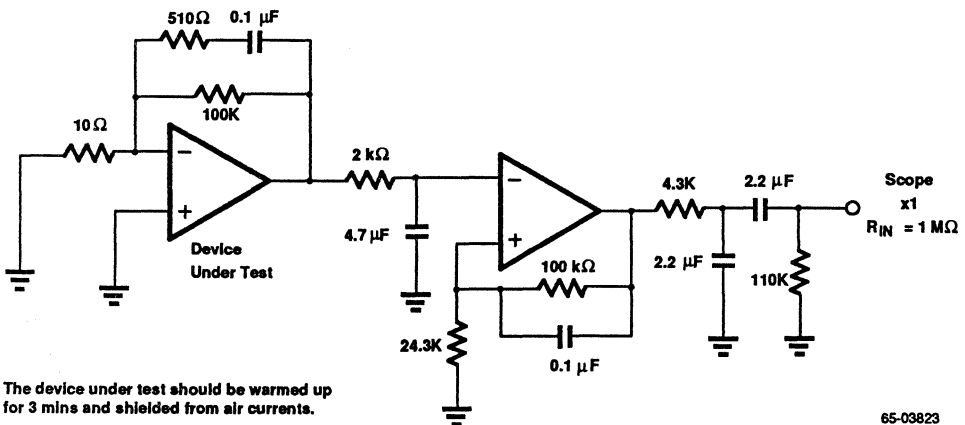 510Ω
0.1 µF
100K
10Ω
−
+
Device
Under Test
2 kΩ
4.7 µF
−
+
100 kΩ
0.1 µF
24.3K
4.3K
2.2 µF
2.2 µF
110K
Scope
x1
RIN = 1 MΩ
The device under test should be warmed up
for 3 mins and shielded from air currents.
65-03823